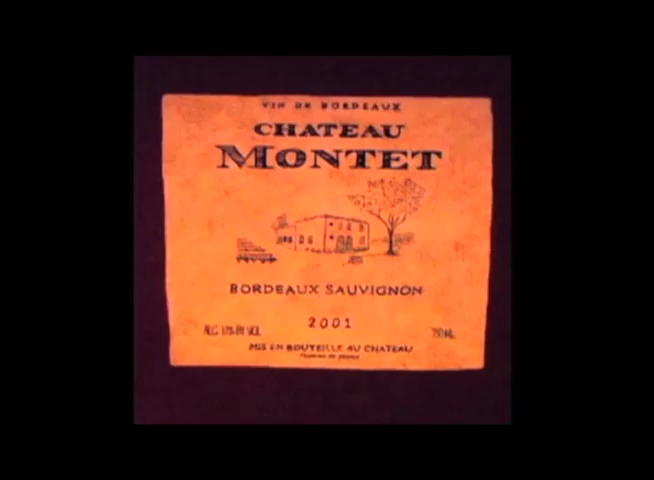 VIN DE BORDEAUX
CHATEAU
MONTET
BORDEAUX SAUVIGNON
2001
MIS EN BOUTEILLE AU CHATEAU